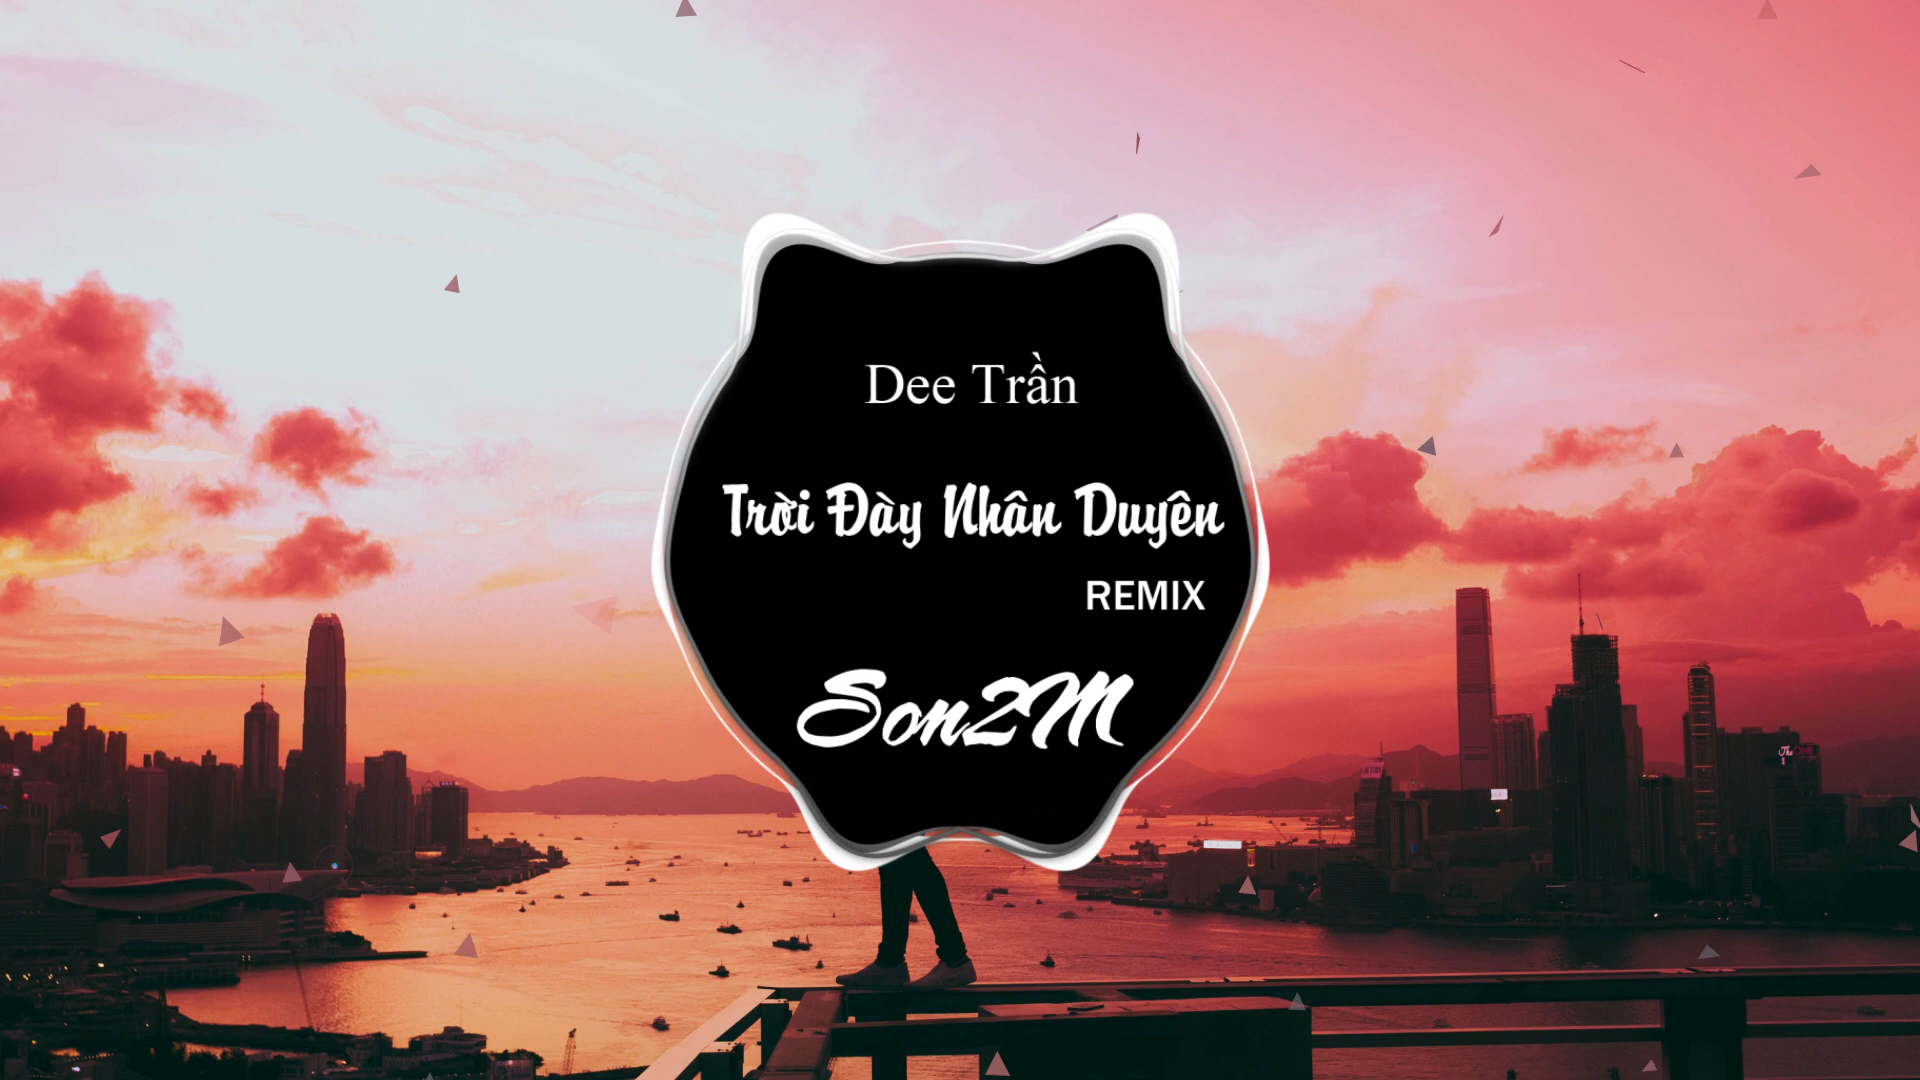 Dee Trần
Trời Đày Nhân Duyên
REMIX
Son2M